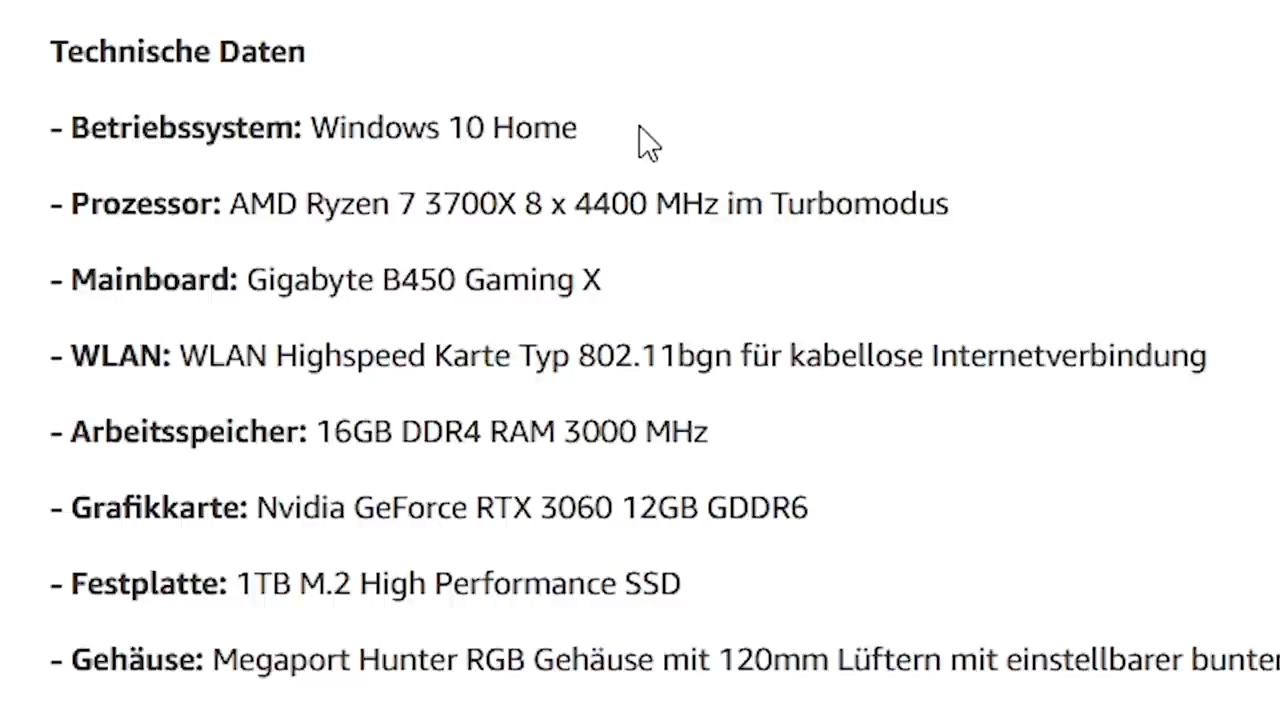 Technische Daten
- Betriebssystem: Windows 10 Home
- Prozessor: AMD Ryzen 7 3700X 8 x 4400 MHz im Turbomodus
- Mainboard: Gigabyte B450 Gaming X
- WLAN: WLAN Highspeed Karte Typ 802.11bgn für kabellose Internetverbindung
- Arbeitsspeicher: 16GB DDR4 RAM 3000 MHz
- Grafikkarte: Nvidia GeForce RTX 3060 12GB GDDR6
- Festplatte: 1TB M.2 High Performance SSD
- Gehäuse: Megaport Hunter RGB Gehäuse mit 120mm Lüftern mit einstellbarer bunter